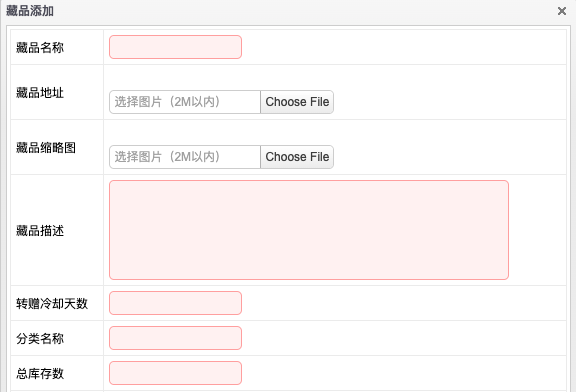 藏品添加
藏品名称
藏品地址
选择图片（2M以内） Choose File
藏品缩略图
选择图片（2M以内） Choose File
藏品描述
转赠冷却天数
分类名称
总库存数